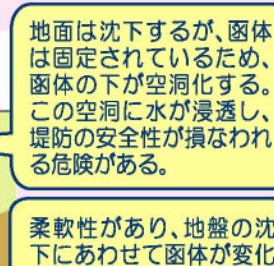 地面は沈下するが、函体
は固定されているため、
函体の下が空洞化する。
この空洞に水が浸透し、
堤防の安全性が損なわれ
る危険がある。
柔軟性があり、地盤の沈
下にあわせて函体が変化